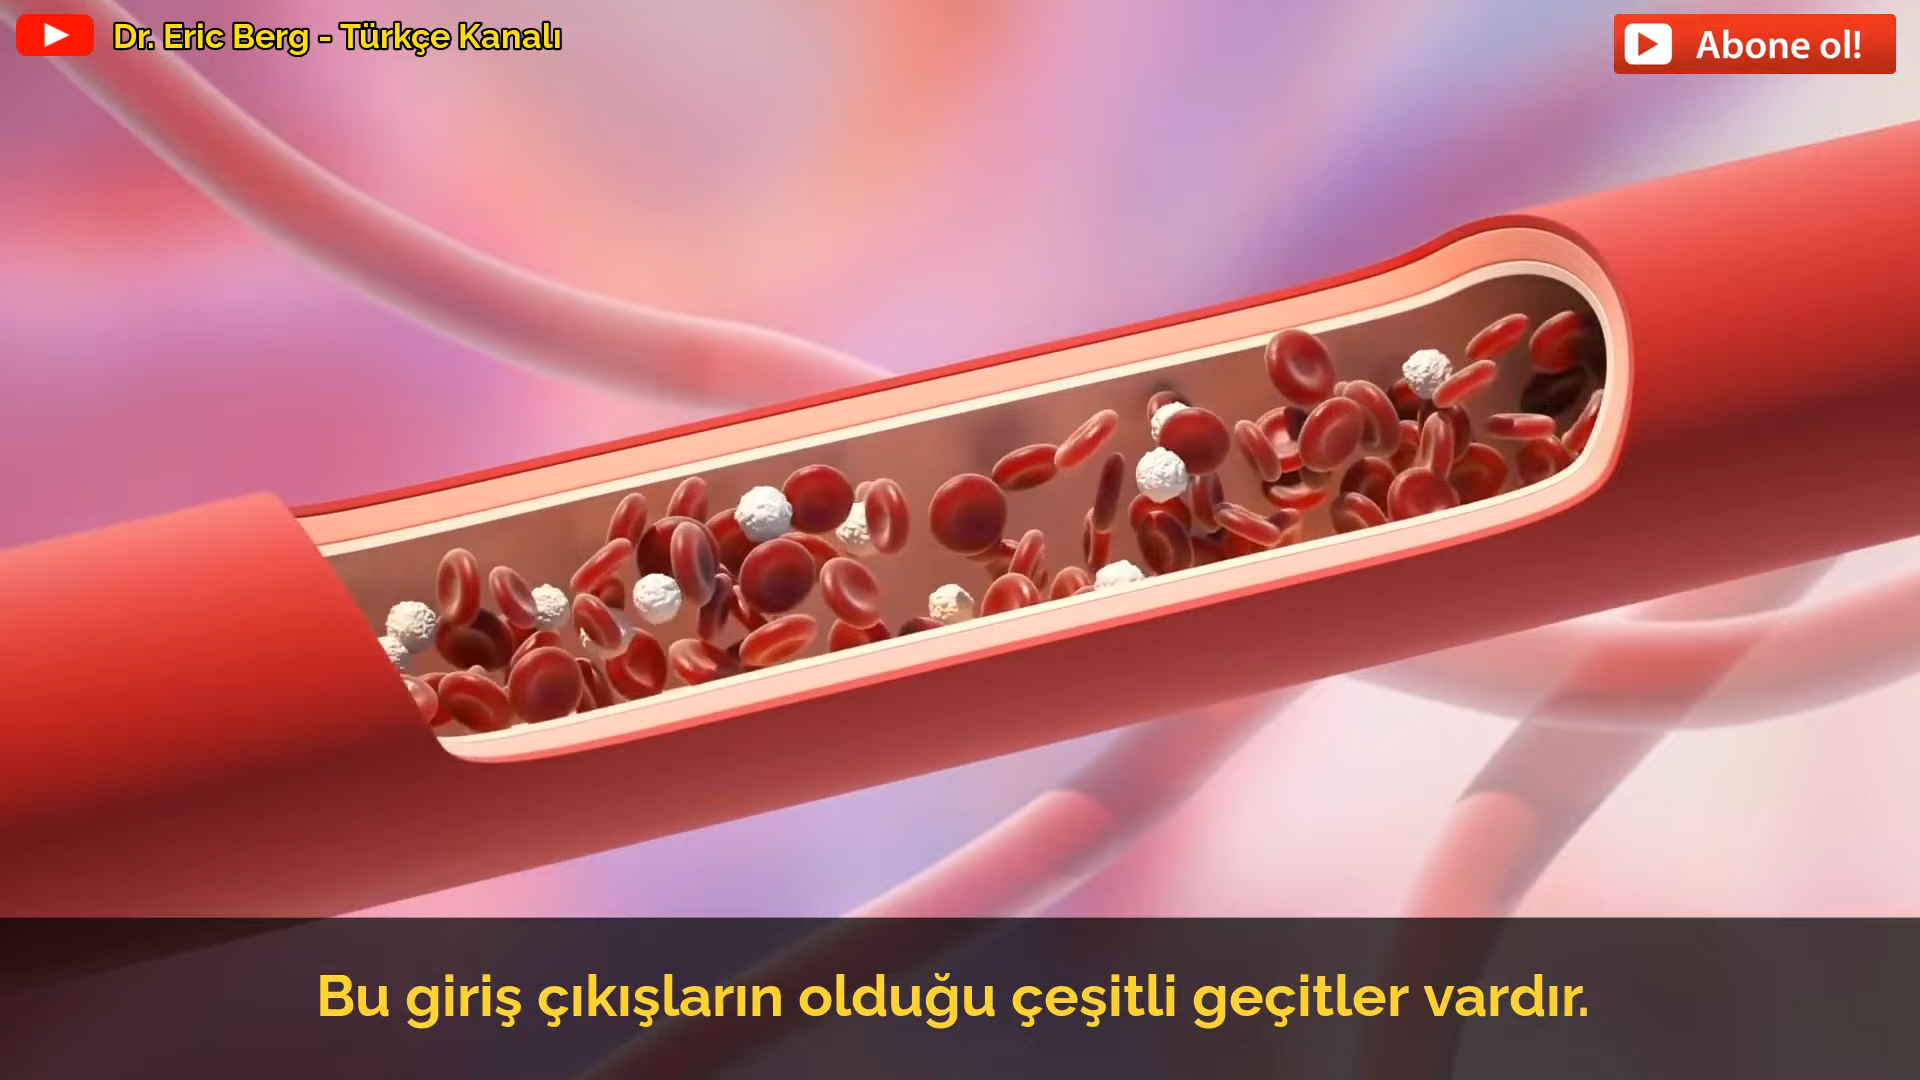 Dr. Eric Berg - Türkçe Kanalı
Abone ol!
Bu giriş çıkışların olduğu çeşitli geçitler vardır.